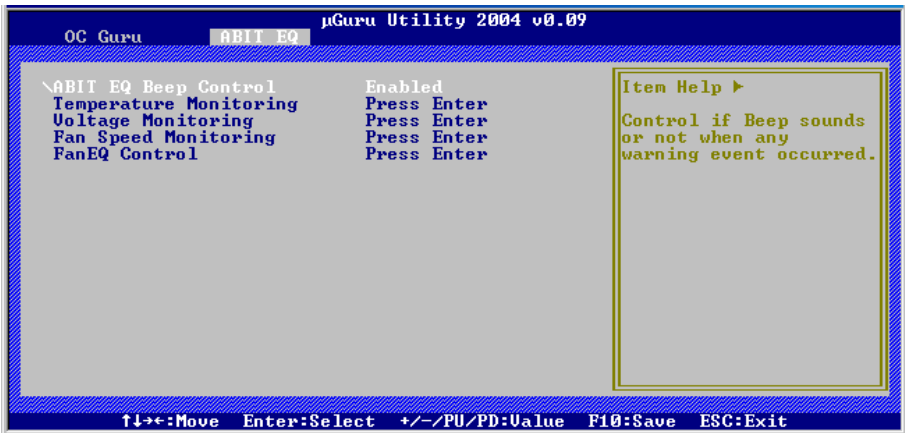 µGuru Utility 2004 v0.09
OC Guru ABIT EQ
\ABIT EQ Beep Control Enabled
Temperature Monitoring Press Enter
Voltage Monitoring Press Enter
Fan Speed Monitoring Press Enter
FanEQ Control Press Enter
Item Help ►
Control if Beep sounds
or not when any
warning event occurred.
↑↓→←:Move Enter:Select +/-/PU/PD:Value F10:Save ESC:Exit